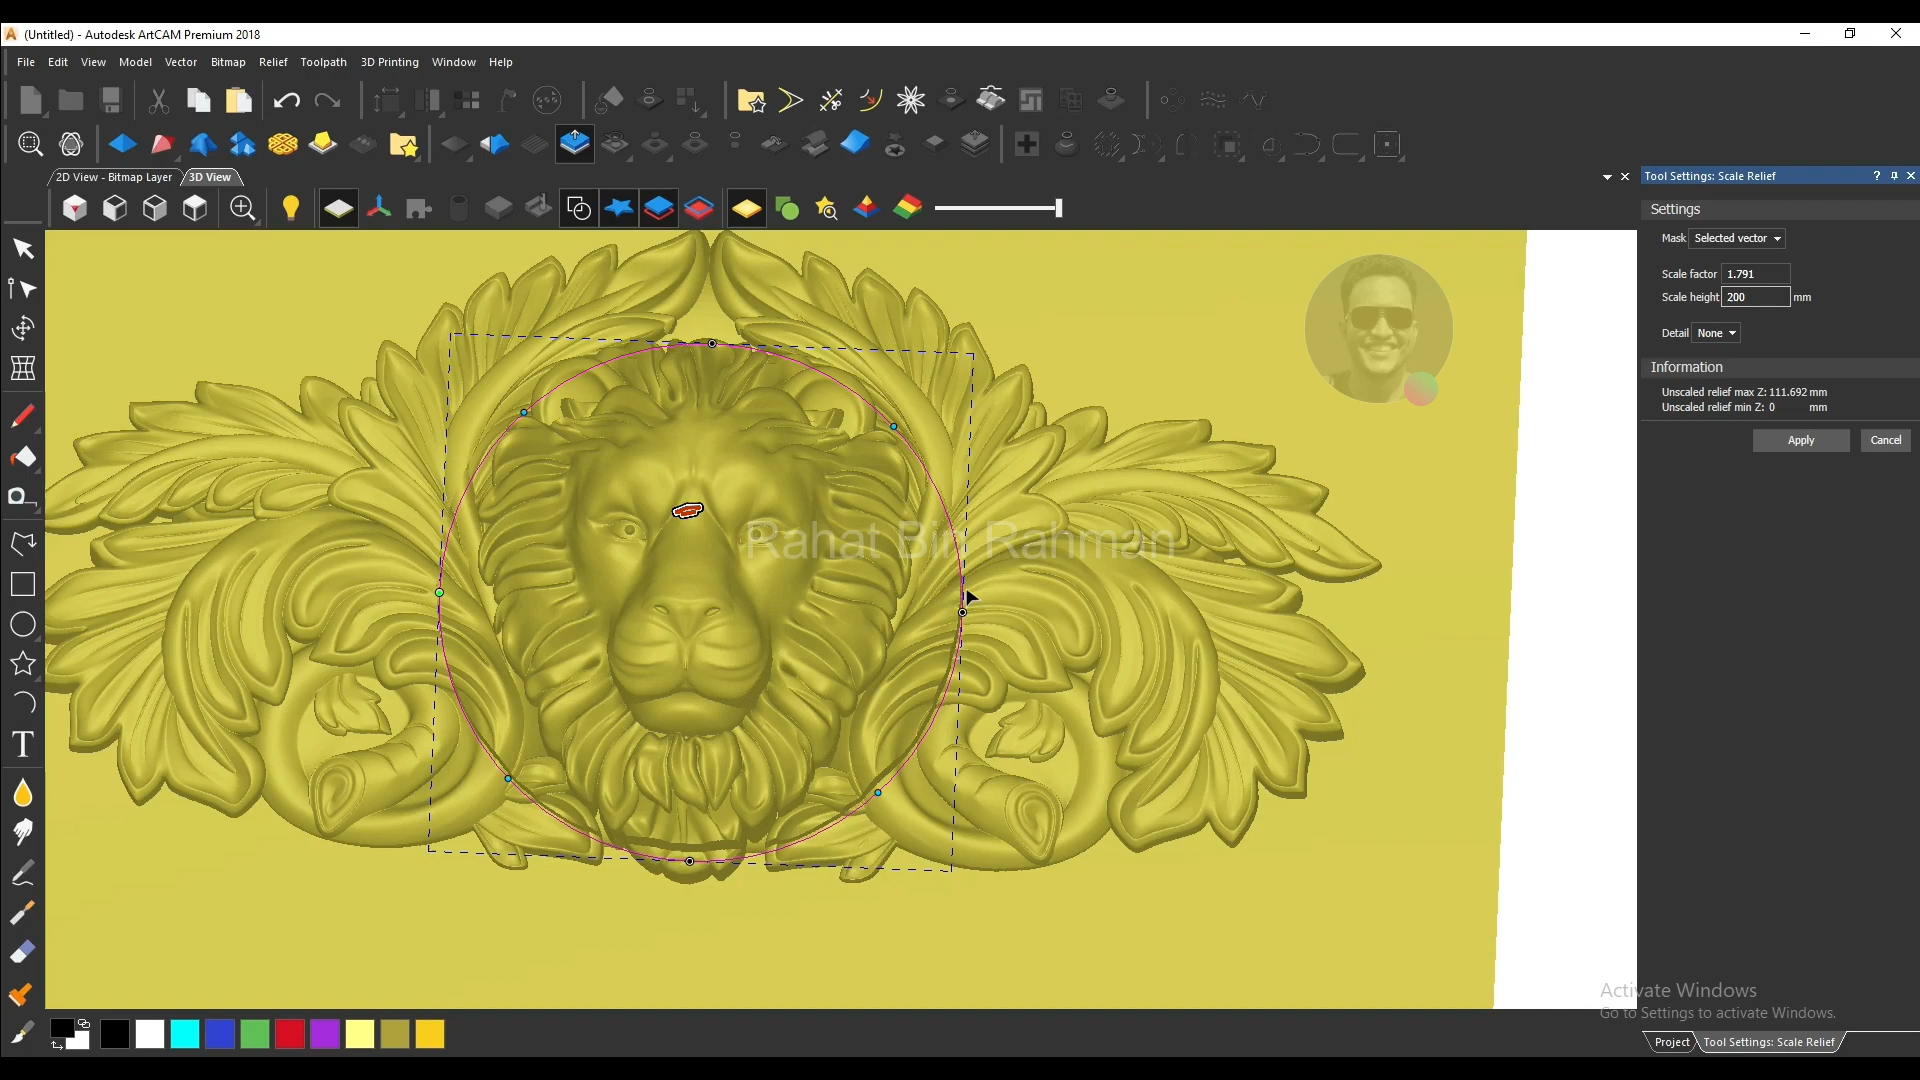 (Untitled) - Autodesk ArtCAM Premium 2018
File Edit View Model Vector Bitmap Relief Toolpath 3D Printing Window Help
2D View - Bitmap Layer 3D View
Tool Settings: Scale Relief
Settings
Mask Selected vector
Scale factor 1.791
Scale height 200 mm
Detail None
Information
Unscaled relief max Z: 111.692 mm
Unscaled relief min Z: 0 mm
Apply Cancel
Rahat Bin Rahman
T
Activate Windows
Go to Settings to activate Windows.
Project Tool Settings: Scale Relief